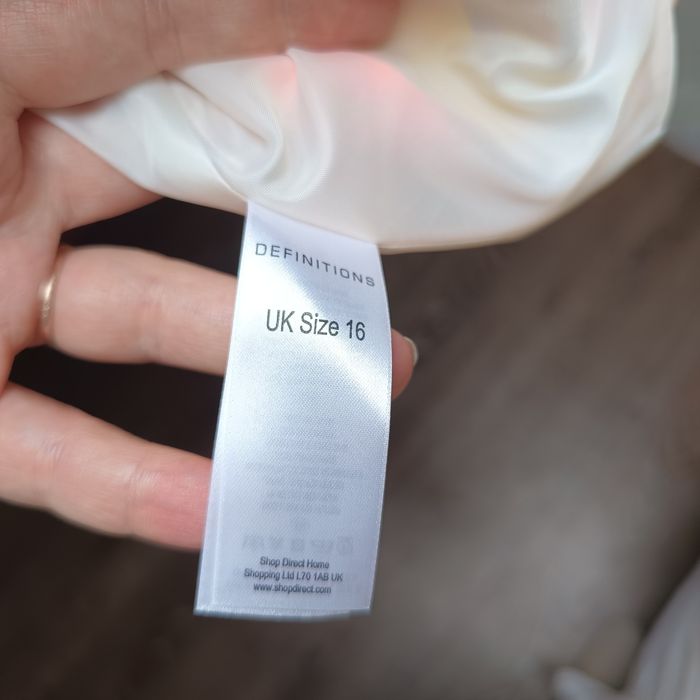 DEFINITIONS
UK Size 16
Shop Direct Home
Shopping Ltd L70 1AB UK
www.shopdirect.com